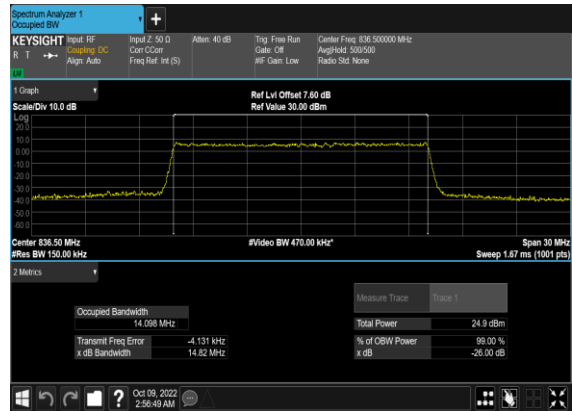 Spectrum Analyzer 1
Occupied BW
+
KEYSIGHT Input: RF Input Z: 50 Ω Atten: 40 dB Trig: Free Run Center Freq: 836.500000 MHz
R T Coupling: DC Corr CCorr Gate: Off Avg|Hold: 500/500
Align: Auto Freq Ref: Int (S) #IF Gain: Low Radio Std: None
1 Graph
Ref Lvl Offset 7.60 dB
Scale/Div 10.0 dB Ref Value 30.00 dBm
Log
20.0
10.0
0.00
-10.0
-20.0
-30.0
-40.0
-50.0
-60.0
Center 836.50 MHz #Video BW 470.00 kHz* Span 30 MHz
#Res BW 150.00 kHz Sweep 1.67 ms (1001 pts)
2 Metrics
Measure Trace Trace 1
Occupied Bandwidth
14.098 MHz Total Power 24.9 dBm
Transmit Freq Error -4.131 kHz % of OBW Power 99.00 %
x dB Bandwidth 14.82 MHz x dB -26.00 dB
? Oct 09, 2022
2:56:49 AM